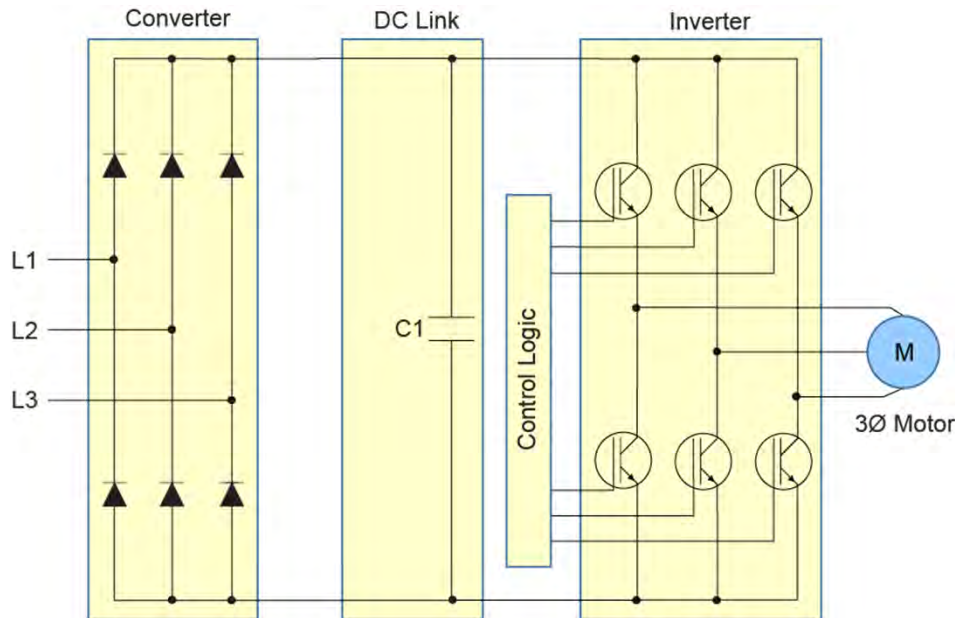 Converter
DC Link
Inverter
L1
L2
L3
C1
Control Logic
M
3Ø Motor